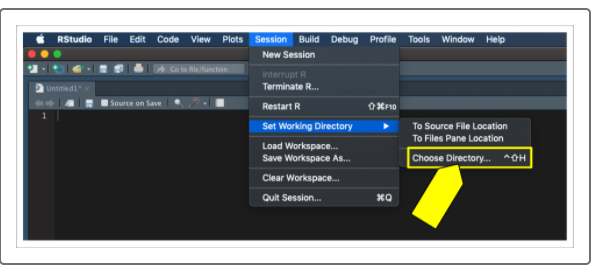 RStudio File Edit Code View Plots Session Build Debug Profile Tools Window Help
New Session
Go to file/function
Interrupt R
Terminate R...
Untitled1*
Restart R ⇧⌘F10
Source on Save
1
Set Working Directory ▶
To Source File Location
To Files Pane Location
Load Workspace...
Save Workspace As...
Choose Directory... ^⇧H
Clear Workspace...
Quit Session... ⌘Q